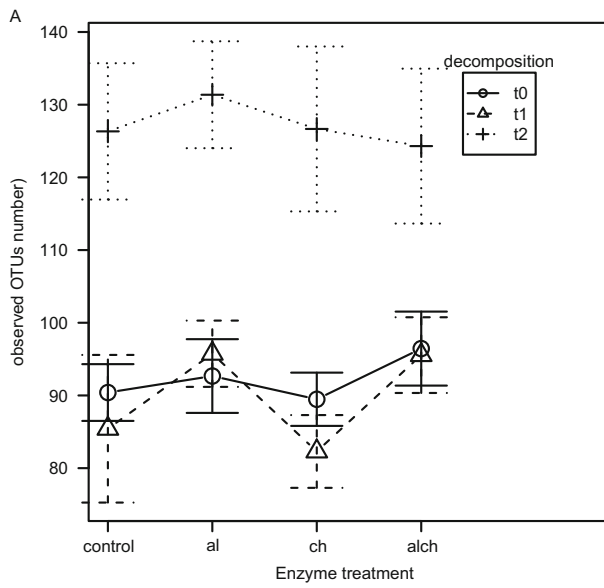 A
140
130
120
110
100
90
80
observed OTUs number)
decomposition
t0
t1
t2
control
al
ch
alch
Enzyme treatment